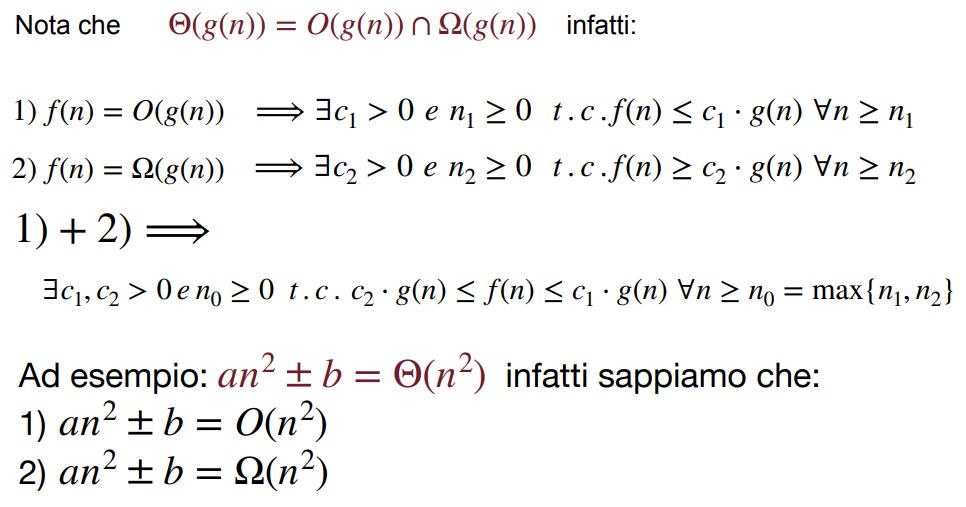 Nota che Θ(g(n)) = O(g(n)) ∩ Ω(g(n)) infatti:
1) f(n) = O(g(n)) ⟹ ∃c₁ > 0 e n₁ ≥ 0 t.c. f(n) ≤ c₁ · g(n) ∀n ≥ n₁
2) f(n) = Ω(g(n)) ⟹ ∃c₂ > 0 e n₂ ≥ 0 t.c. f(n) ≥ c₂ · g(n) ∀n ≥ n₂
1) + 2) ⟹
∃c₁, c₂ > 0 e n₀ ≥ 0 t.c. c₂ · g(n) ≤ f(n) ≤ c₁ · g(n) ∀n ≥ n₀ = max{n₁, n₂}
Ad esempio: an² ± b = Θ(n²) infatti sappiamo che:
1) an² ± b = O(n²)
2) an² ± b = Ω(n²)